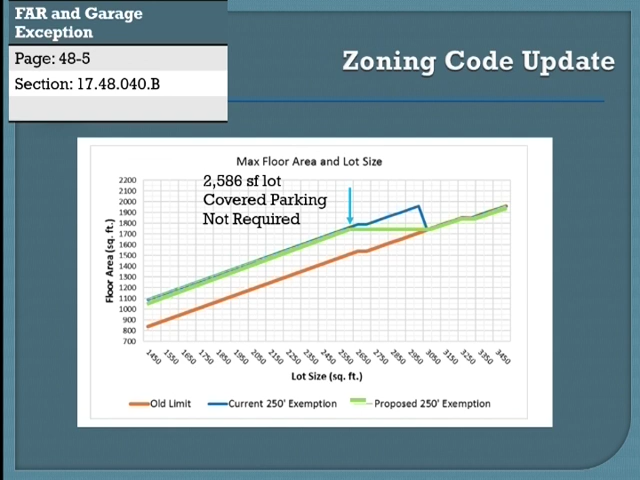 FAR and Garage
Exception
Page: 48-5
Section: 17.48.040.B
Zoning Code Update
Max Floor Area and Lot Size
2,586 sf lot
Covered Parking
Not Required
Floor Area (sq. ft.)
2200
2100
2000
1900
1800
1700
1600
1500
1400
1300
1200
1100
1000
900
800
700
1450 1550 1650 1750 1850 1950 2050 2150 2250 2350 2450 2550 2650 2750 2850 2950 3050 3150 3250 3350 3450
Lot Size (sq. ft.)
Old Limit Current 250' Exemption Proposed 250' Exemption